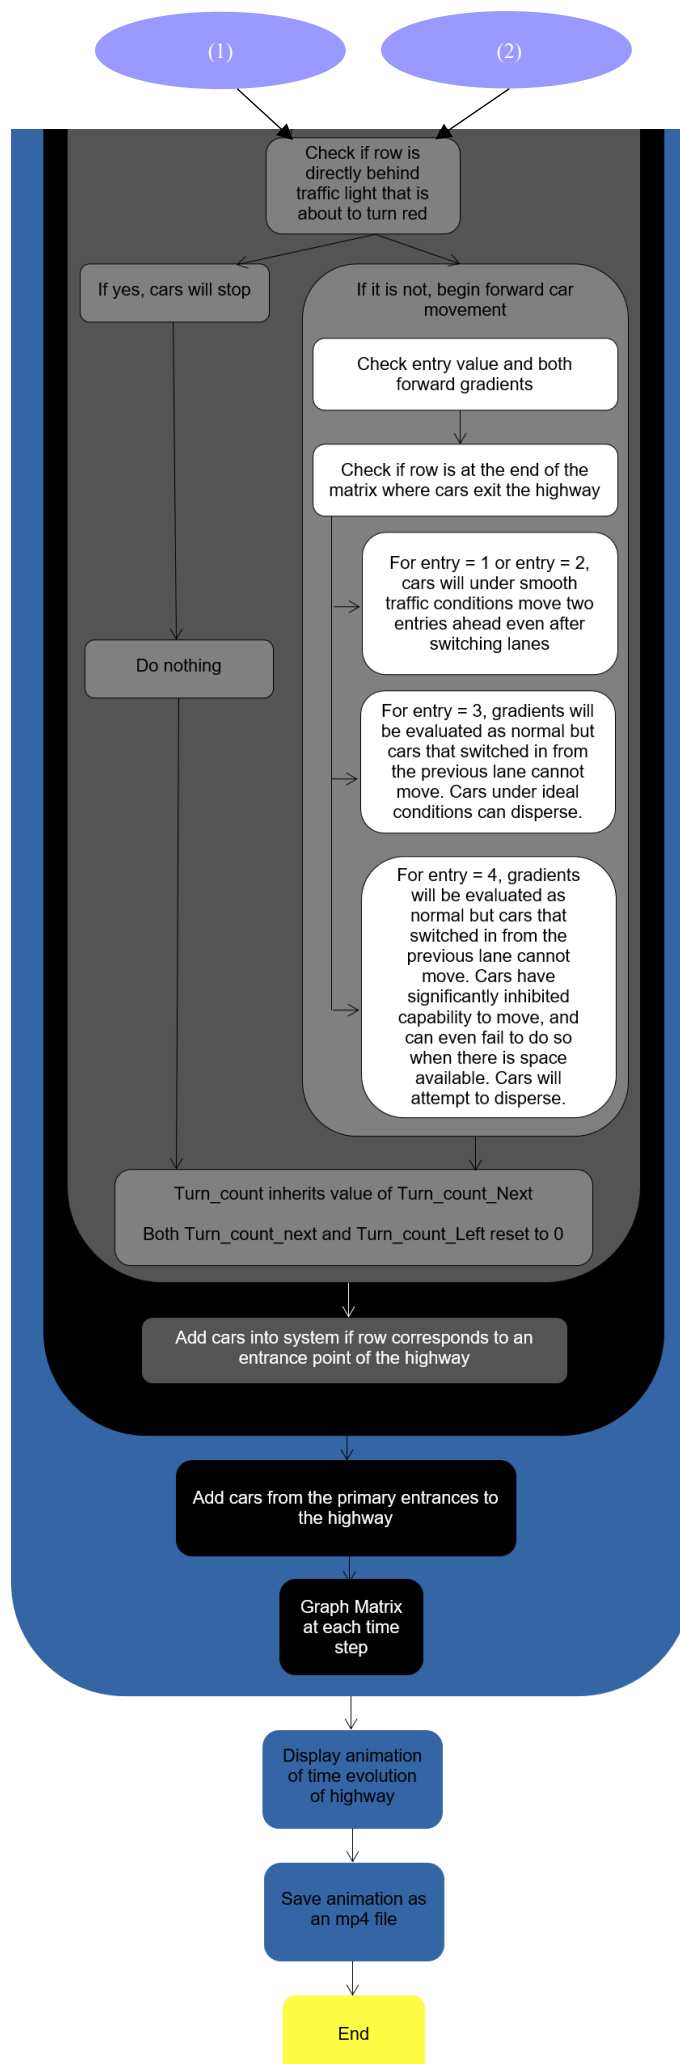 (1)
(2)
Check if row is
directly behind
traffic light that is
about to turn red
If yes, cars will stop
If it is not, begin forward car
movement
Check entry value and both
forward gradients
Check if row is at the end of the
matrix where cars exit the highway
For entry = 1 or entry = 2,
cars will under smooth
traffic conditions move two
entries ahead even after
switching lanes
Do nothing
For entry = 3, gradients will
be evaluated as normal but
cars that switched in from
the previous lane cannot
move. Cars under ideal
conditions can disperse.
For entry = 4, gradients
will be evaluated as
normal but cars that
switched in from the
previous lane cannot
move. Cars have
significantly inhibited
capability to move, and
can even fail to do so
when there is space
available. Cars will
attempt to disperse.
Turn_count inherits value of Turn_count_Next
Both Turn_count_next and Turn_count_Left reset to 0
Add cars into system if row corresponds to an
entrance point of the highway
Add cars from the primary entrances to
the highway
Graph Matrix
at each time
step
Display animation
of time evolution
of highway
Save animation as
an mp4 file
End